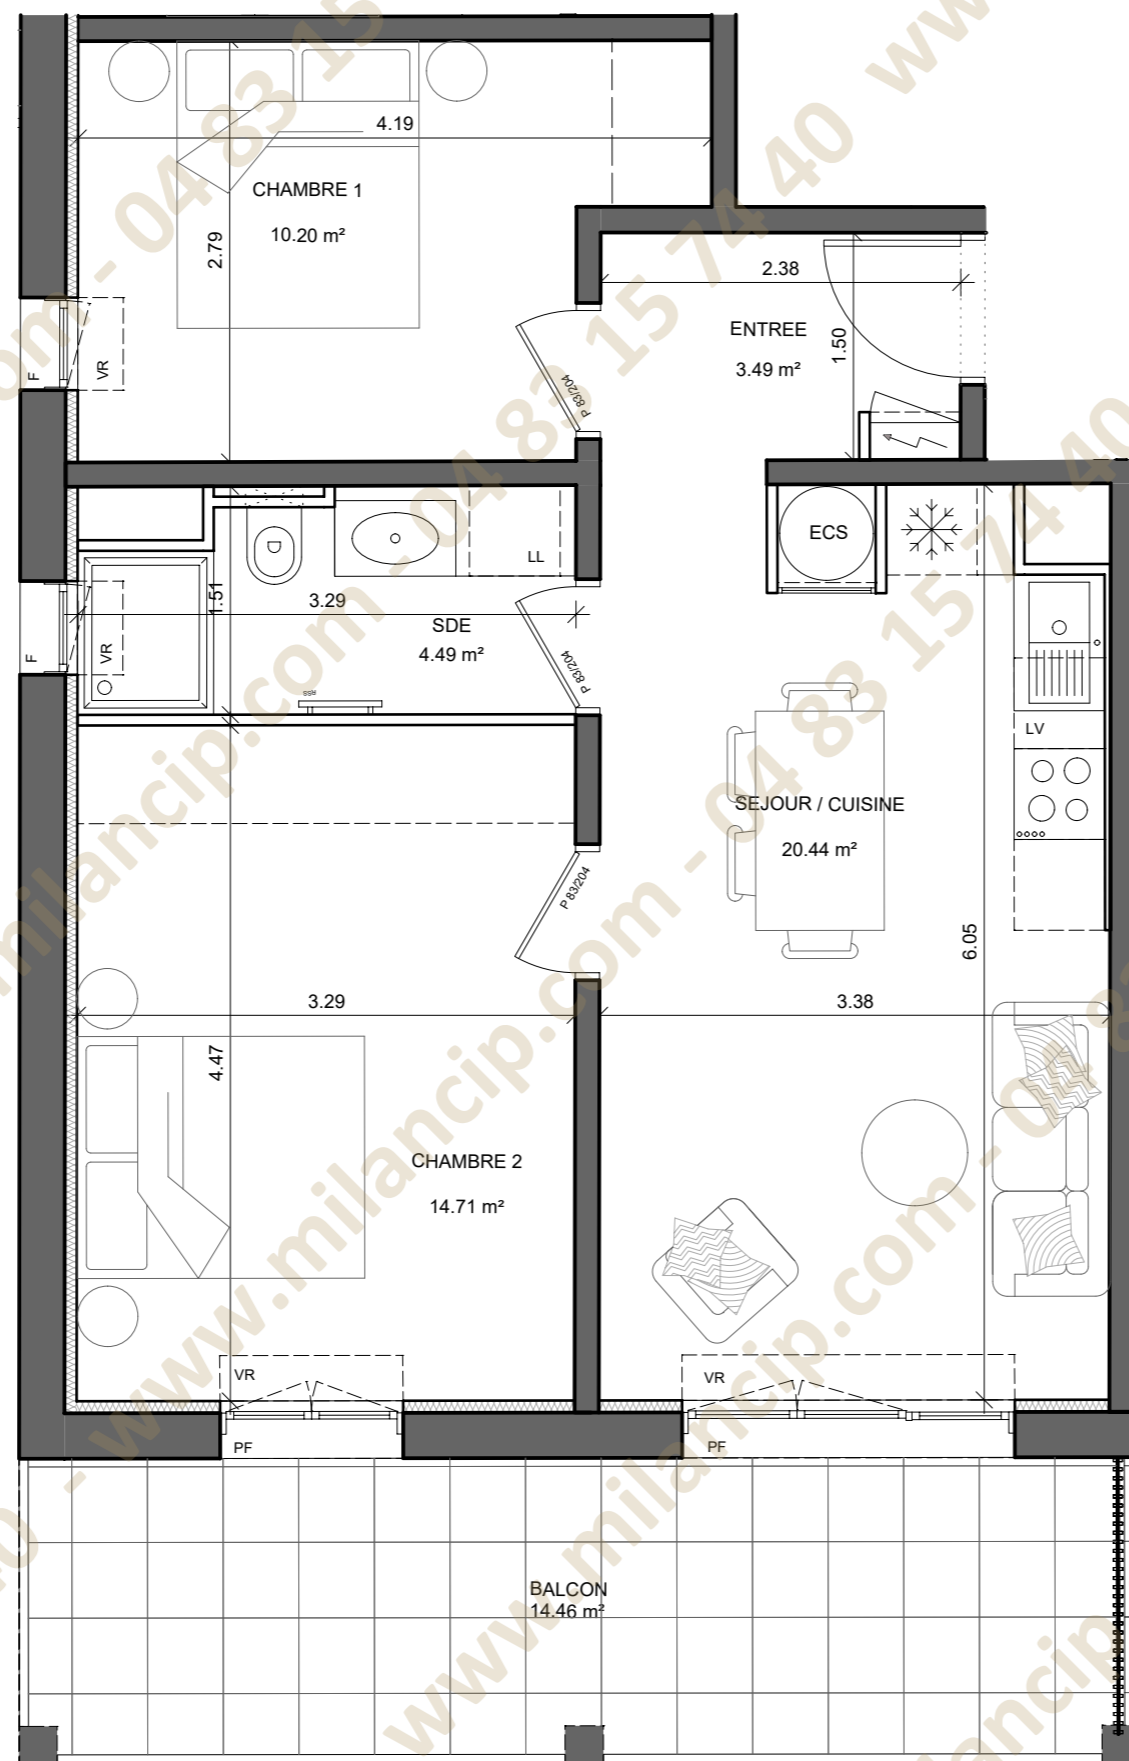 4.19
CHAMBRE 1
10.20 m²
2.79
2.38
ENTREE
3.49 m²
1.50
F
VR
P 83/204
ECS
LL
1.51
3.29
SDE
4.49 m²
F
VR
P 83/204
RSS
LV
SEJOUR / CUISINE
20.44 m²
P 83/204
6.05
3.29
3.38
4.47
CHAMBRE 2
14.71 m²
VR
VR
PF
PF
BALCON
14.46 m²
www.milancip.com - 04 83 15 74 40